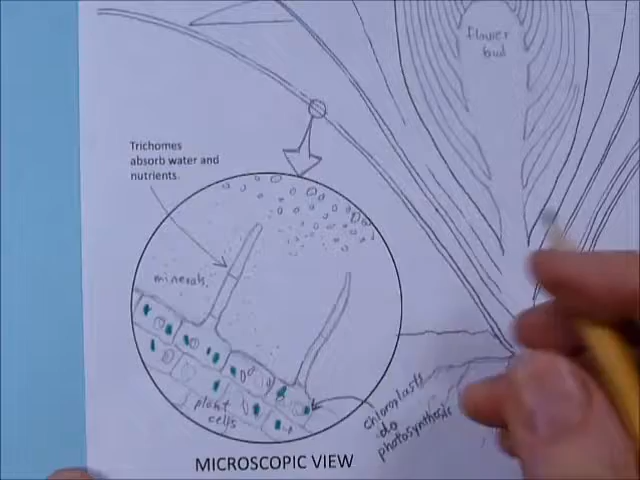 flower
bud
Trichomes
absorb water and
nutrients.
minerals.
plant
cells
chloroplasts
do
photosynthesis
MICROSCOPIC VIEW